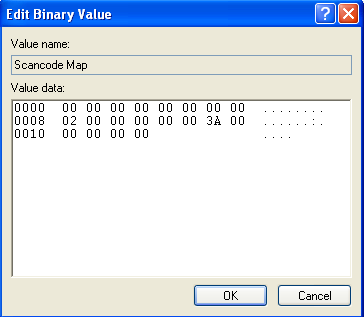 Edit Binary Value
Value name:
Scancode Map
Value data:
0000 00 00 00 00 00 00 00 00 ........
0008 02 00 00 00 00 00 3A 00 ......:.
0010 00 00 00 00 ....
OK Cancel